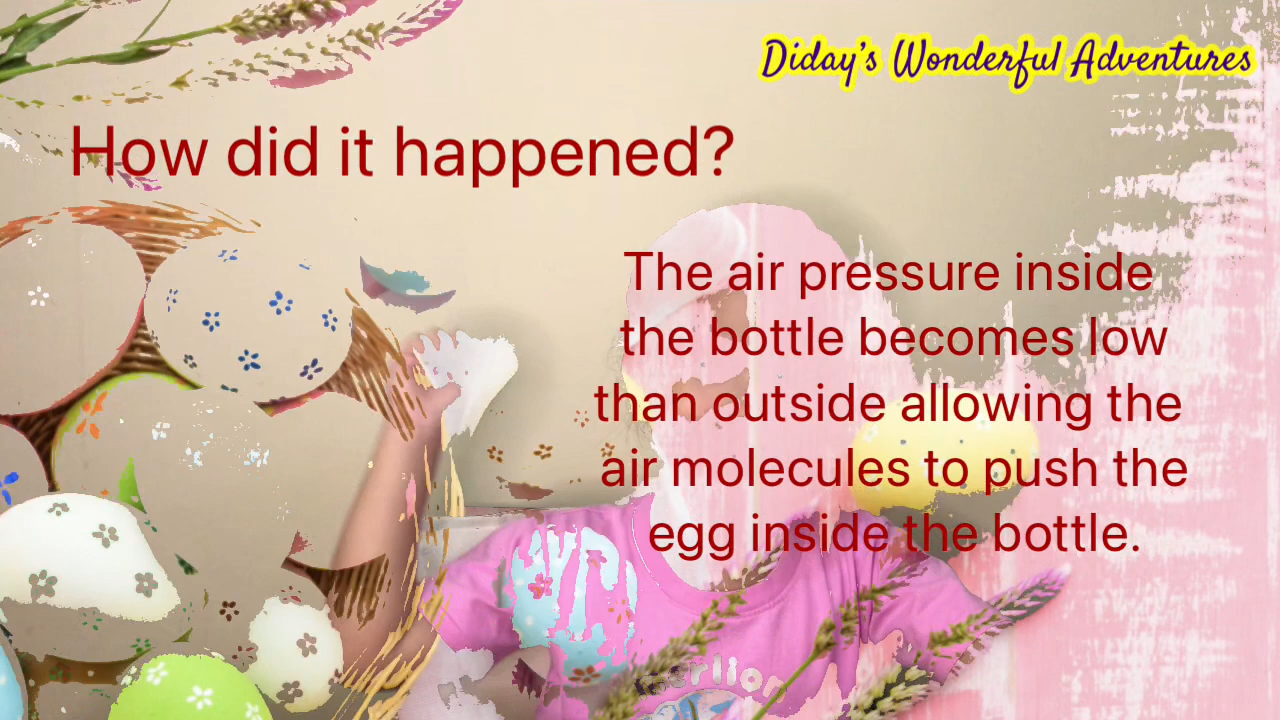 Diday's Wonderful Adventures
How did it happened?
The air pressure inside
the bottle becomes low
than outside allowing the
air molecules to push the
egg inside the bottle.